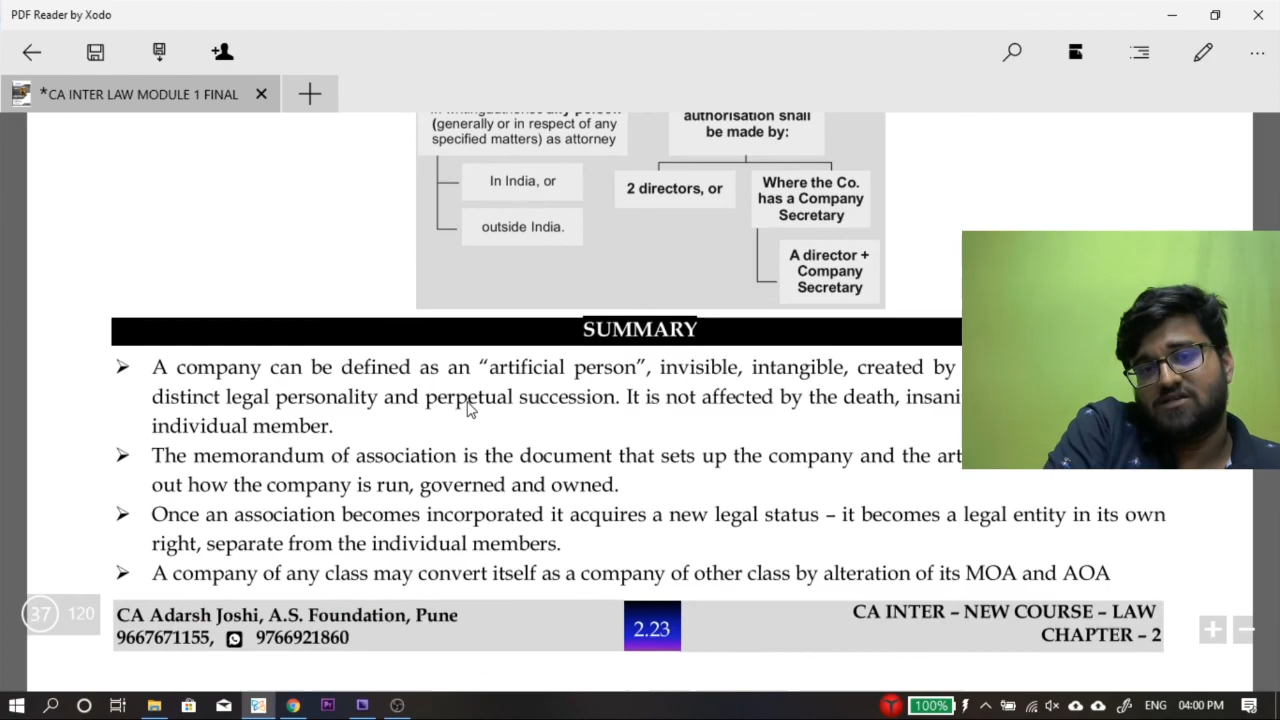 PDF Reader by Xodo
*CA INTER LAW MODULE 1 FINAL
(generally or in respect of any
specified matters) as attorney
In India, or
outside India.
authorisation shall
be made by:
2 directors, or
Where the Co.
has a Company
Secretary
A director +
Company
Secretary
SUMMARY
➢ A company can be defined as an “artificial person”, invisible, intangible, created by
distinct legal personality and perpetual succession. It is not affected by the death,
individual member.
➢ The memorandum of association is the document that sets up the company and the
out how the company is run, governed and owned.
➢ Once an association becomes incorporated it acquires a new legal status – it becomes a legal entity in its own
right, separate from the individual members.
➢ A company of any class may convert itself as a company of other class by alteration of its MOA and AOA
37 120
CA Adarsh Joshi, A.S. Foundation, Pune
9667671155, 9766921860
2.23
CA INTER – NEW COURSE – LAW
CHAPTER – 2
100%
ENG
04:00 PM